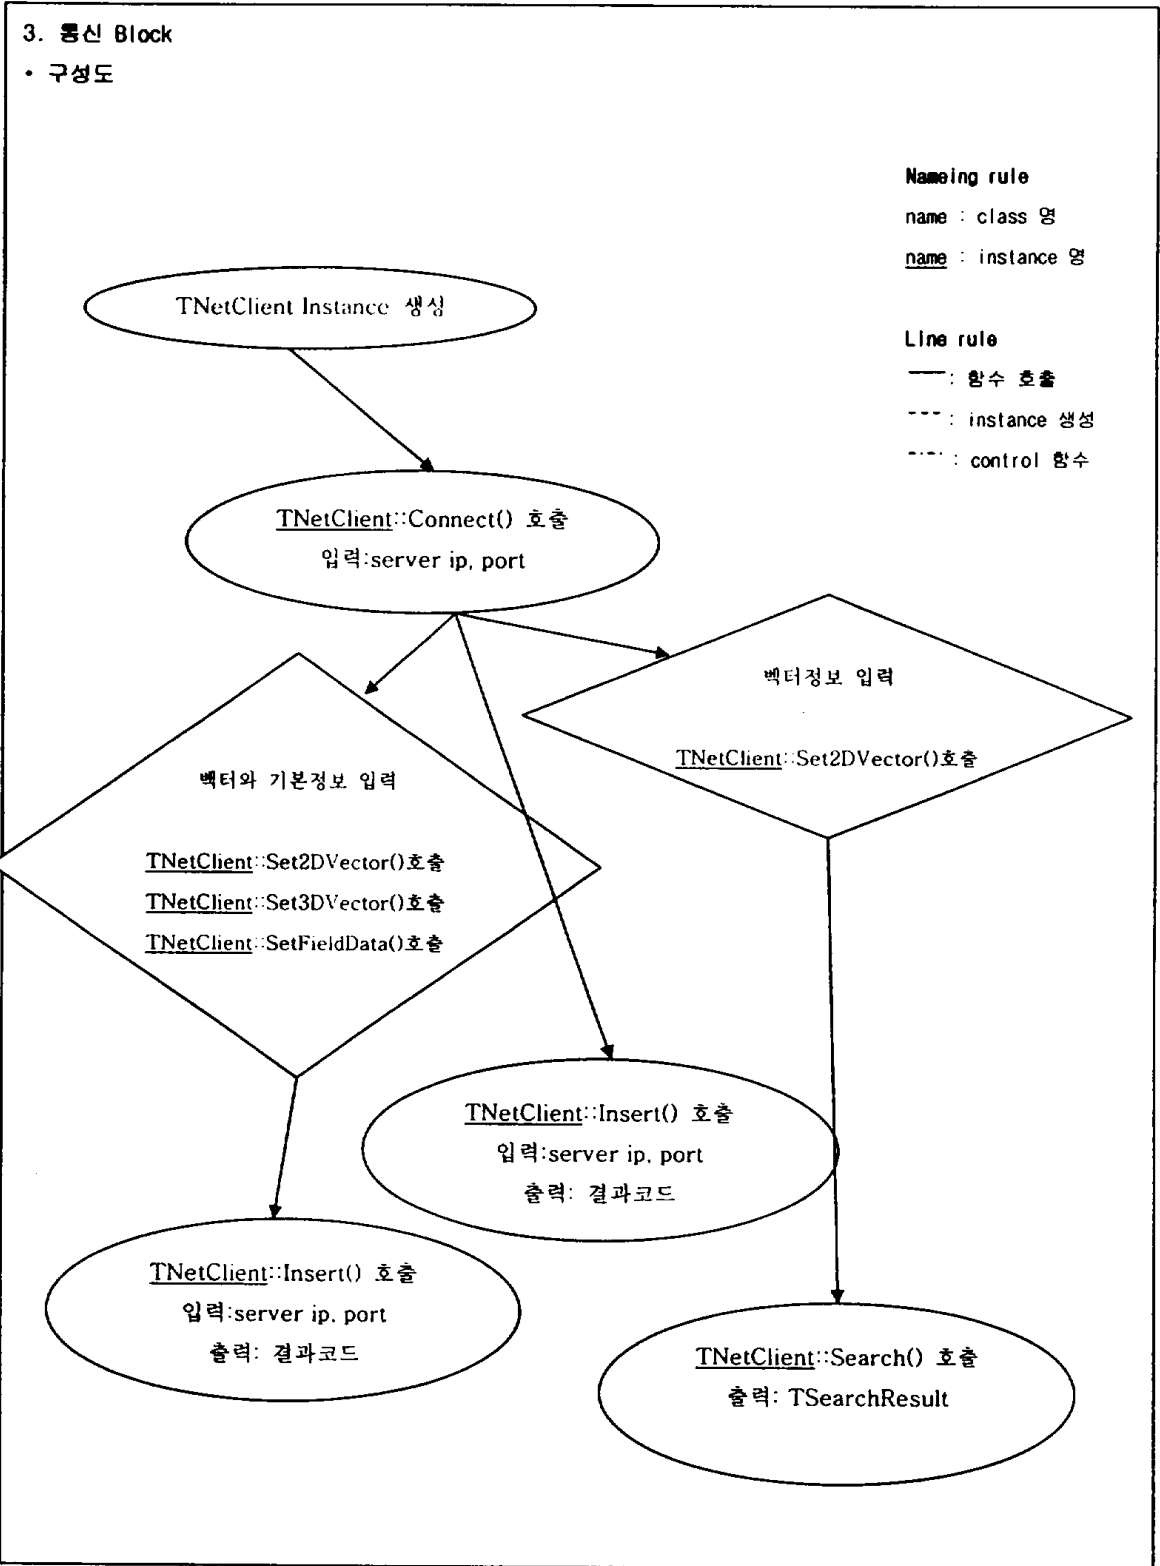 3. 통신 Block
• 구성도
Nameing rule
name : class 명
name : instance 명
TNetClient Instance 생성
Line rule
──: 함수 호출
---: instance 생성
-·-·: control 함수
TNetClient::Connect() 호출
입력:server ip, port
벡터정보 입력
TNetClient::Set2DVector()호출
벡터와 기본정보 입력
TNetClient::Set2DVector()호출
TNetClient::Set3DVector()호출
TNetClient::SetFieldData()호출
TNetClient::Insert() 호출
입력:server ip, port
출력: 결과코드
TNetClient::Insert() 호출
입력:server ip, port
출력: 결과코드
TNetClient::Search() 호출
출력: TSearchResult